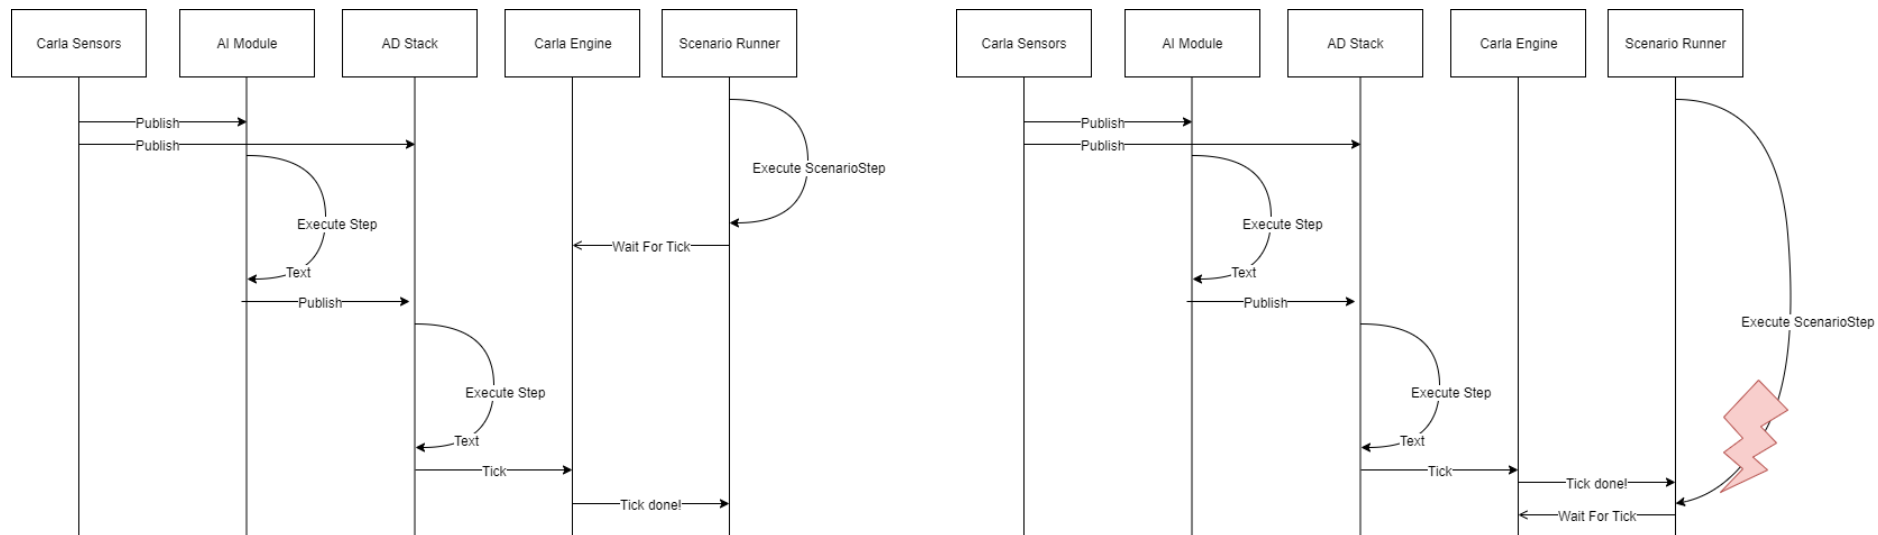 Carla Sensors
AI Module
AD Stack
Carla Engine
Scenario Runner
Publish
Publish
Execute ScenarioStep
Execute Step
Wait For Tick
Text
Publish
Execute Step
Text
Tick
Tick done!
Carla Sensors
AI Module
AD Stack
Carla Engine
Scenario Runner
Publish
Publish
Execute Step
Text
Publish
Execute ScenarioStep
Execute Step
Text
Tick
Tick done!
Wait For Tick